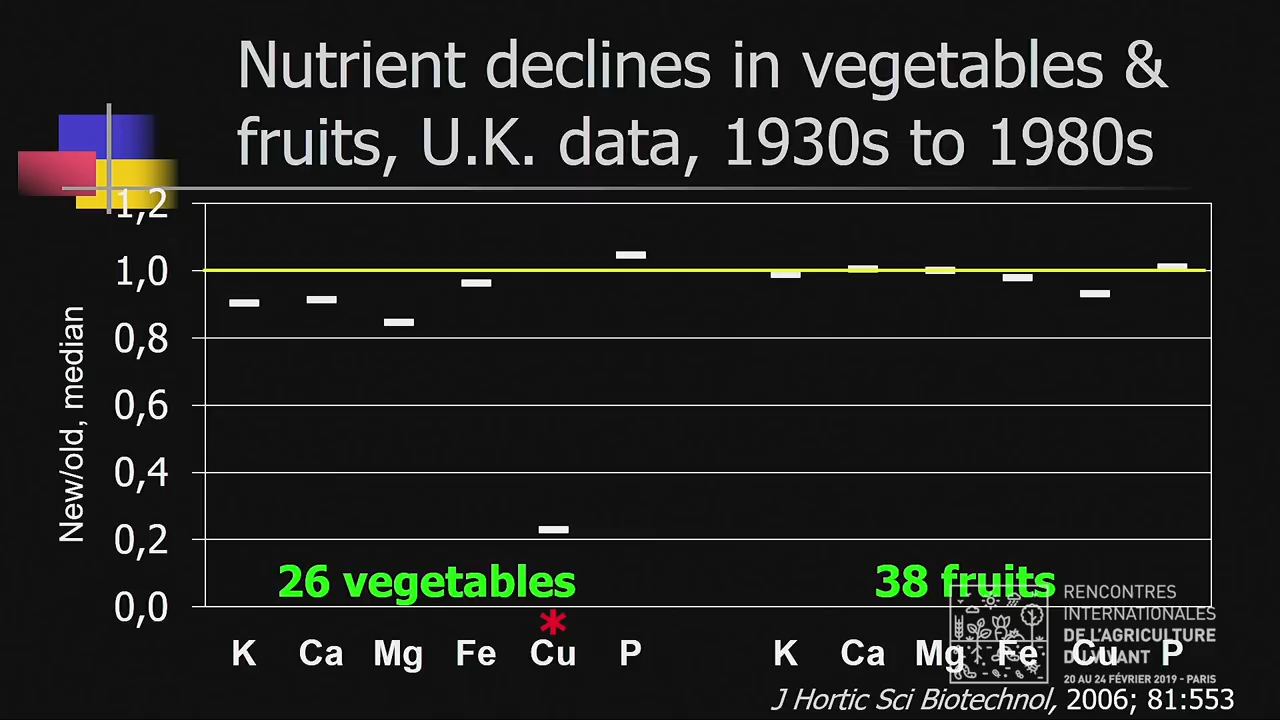 Nutrient declines in vegetables &
fruits, U.K. data, 1930s to 1980s
New/old, median
1,2
1,0
0,8
0,6
0,4
0,2
0,0
26 vegetables
38 fruits
*
K Ca Mg Fe Cu P K Ca Mg Fe Cu P
RENCONTRES
INTERNATIONALES
DE L'AGRICULTURE
DU VIVANT
20 AU 24 FÉVRIER 2019 - PARIS
J Hortic Sci Biotechnol, 2006; 81:553